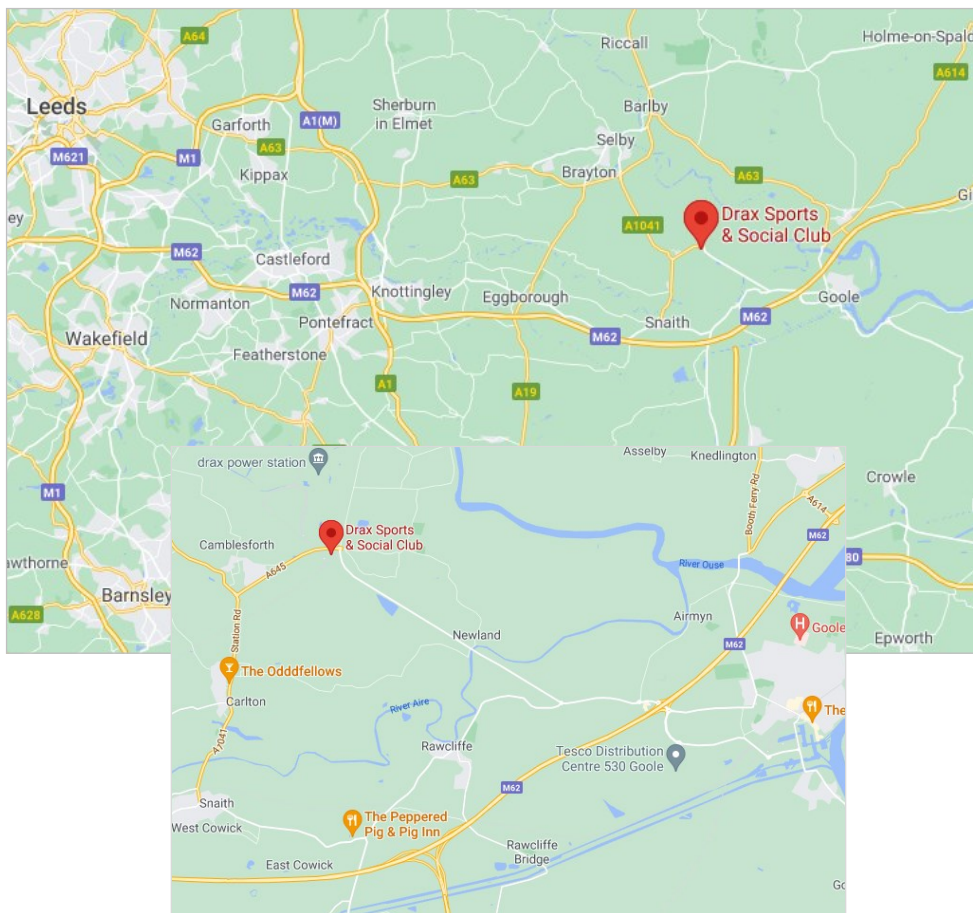 A64
Riccall
Holme-on-Spald
A614
Leeds
Sherburn
in Elmet
Barlby
A1(M)
Garforth
Selby
M621
M1
A63
Kippax
Brayton
A63
A63
ey
Drax Sports
& Social Club
A1041
Gi
M62
Castleford
M62
Normanton
Knottingley
Eggborough
Goole
Pontefract
Snaith
M62
M62
Wakefield
Featherstone
A1
A19
M1
Crowle
awthorne
Barnsley
A628
80
Epworth
drax power station
Asselby
Knedlington
Booth Ferry Rd
A614
M62
Drax Sports
& Social Club
Camblesforth
A645
River Ouse
Station Rd
Newland
Airmyn
M62
Goole
The Odddfellows
Carlton
River Aire
The
A1041
Rawcliffe
Tesco Distribution
Centre 530 Goole
M62
Snaith
West Cowick
The Peppered
Pig & Pig Inn
East Cowick
Rawcliffe
Bridge